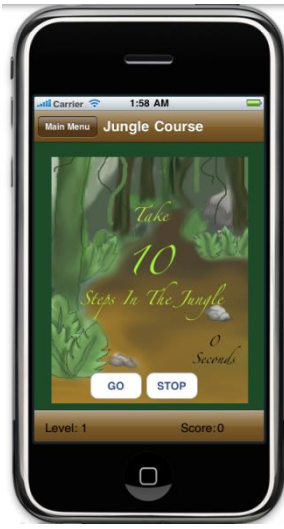 Carrier 1:58 AM
Main Menu Jungle Course
Take
10
Steps In The Jungle
0
Seconds
GO STOP
Level: 1 Score:0